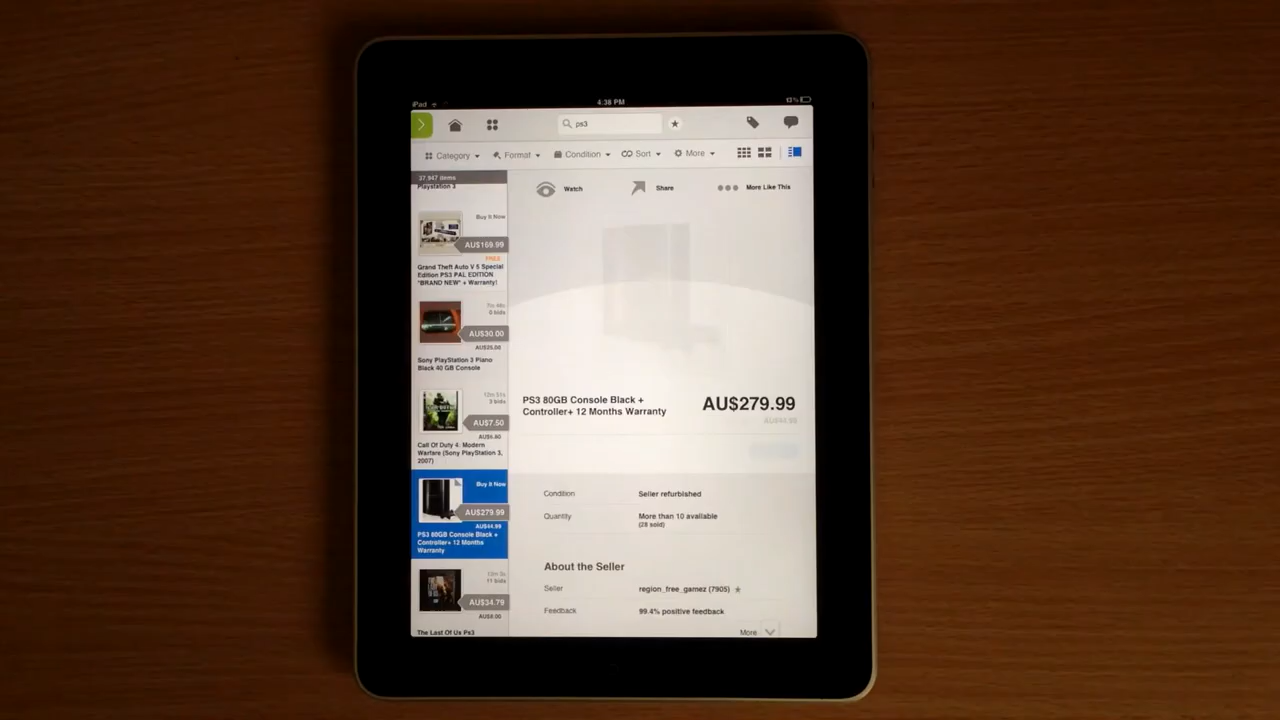 iPad
4:38 PM
ps3
Category
Format
Condition
Sort
More
37,947 items
Playstation 3
Buy It Now
AU$169.99
FREE
Grand Theft Auto V 5 Special
Edition PS3 PAL EDITION
*BRAND NEW* + Warranty!
0 bids
AU$30.00
AU$25.00
Sony PlayStation 3 Piano
Black 40 GB Console
3 bids
AU$7.50
Call Of Duty 4: Modern
Warfare (Sony PlayStation 3,
2007)
Buy It Now
AU$279.99
AU$44.99
PS3 80GB Console Black +
Controller+ 12 Months
Warranty
11 bids
AU$34.79
The Last Of Us Ps3
Watch
Share
More Like This
PS3 80GB Console Black +
Controller+ 12 Months Warranty
AU$279.99
AU$44.99
Condition
Seller refurbished
Quantity
More than 10 available
(28 sold)
About the Seller
Seller
region_free_gamez (7905)
Feedback
99.4% positive feedback
More